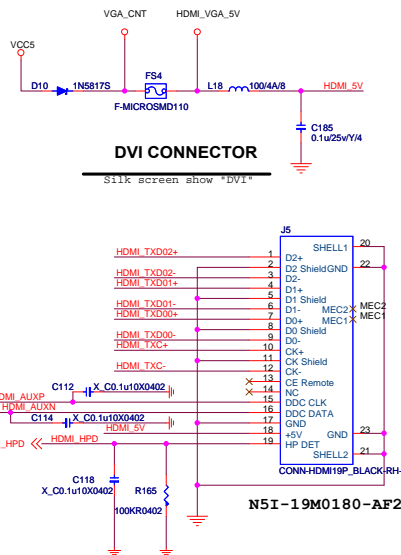 VGA_CNT
HDMI_VGA_5V
VCC5
D10
1N5817S
FS4
F-MICROSMD110
L18
100/4A/8
HDMI_5V
C185
0.1u/25v/Y/4
DVI CONNECTOR
Silk screen show "DVI"
J5
SHELL1 20
HDMI_TXD02+ 1 D2+
2 D2 Shield GND 22
HDMI_TXD02- 3 D2-
HDMI_TXD01+ 4 D1+
5 D1 Shield
HDMI_TXD01- 6 D1- MEC2 MEC2
HDMI_TXD00+ 7 D0+ MEC1 MEC1
8 D0 Shield
HDMI_TXD00- 9 D0-
HDMI_TXC+ 10 CK+
11 CK Shield
HDMI_TXC- 12 CK-
13 CE Remote
C112 X_C0.1u10X0402 14 NC
HDMI_AUXP 15 DDC CLK
HDMI_AUXN 16 DDC DATA
C114 X_C0.1u10X0402 17 GND
HDMI_5V 18 +5V GND 23
_HPD HDMI_HPD 19 HP DET
SHELL2 21
CONN-HDMI19P_BLACK-RH-
C118
X_C0.1u10X0402
R165
100KR0402
N5I-19M0180-AF2